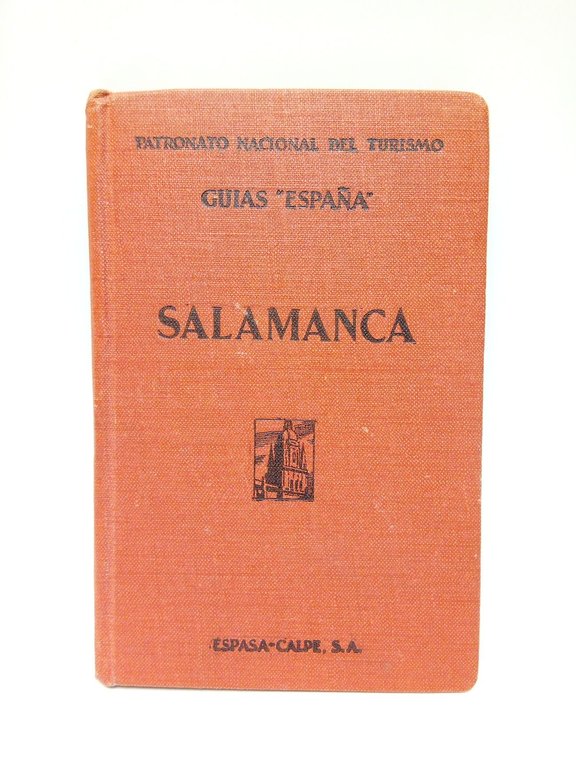 PATRONATO NACIONAL DEL TURISMO
GUIAS "ESPAÑA"
SALAMANCA
ESPASA-CALPE, S.A.